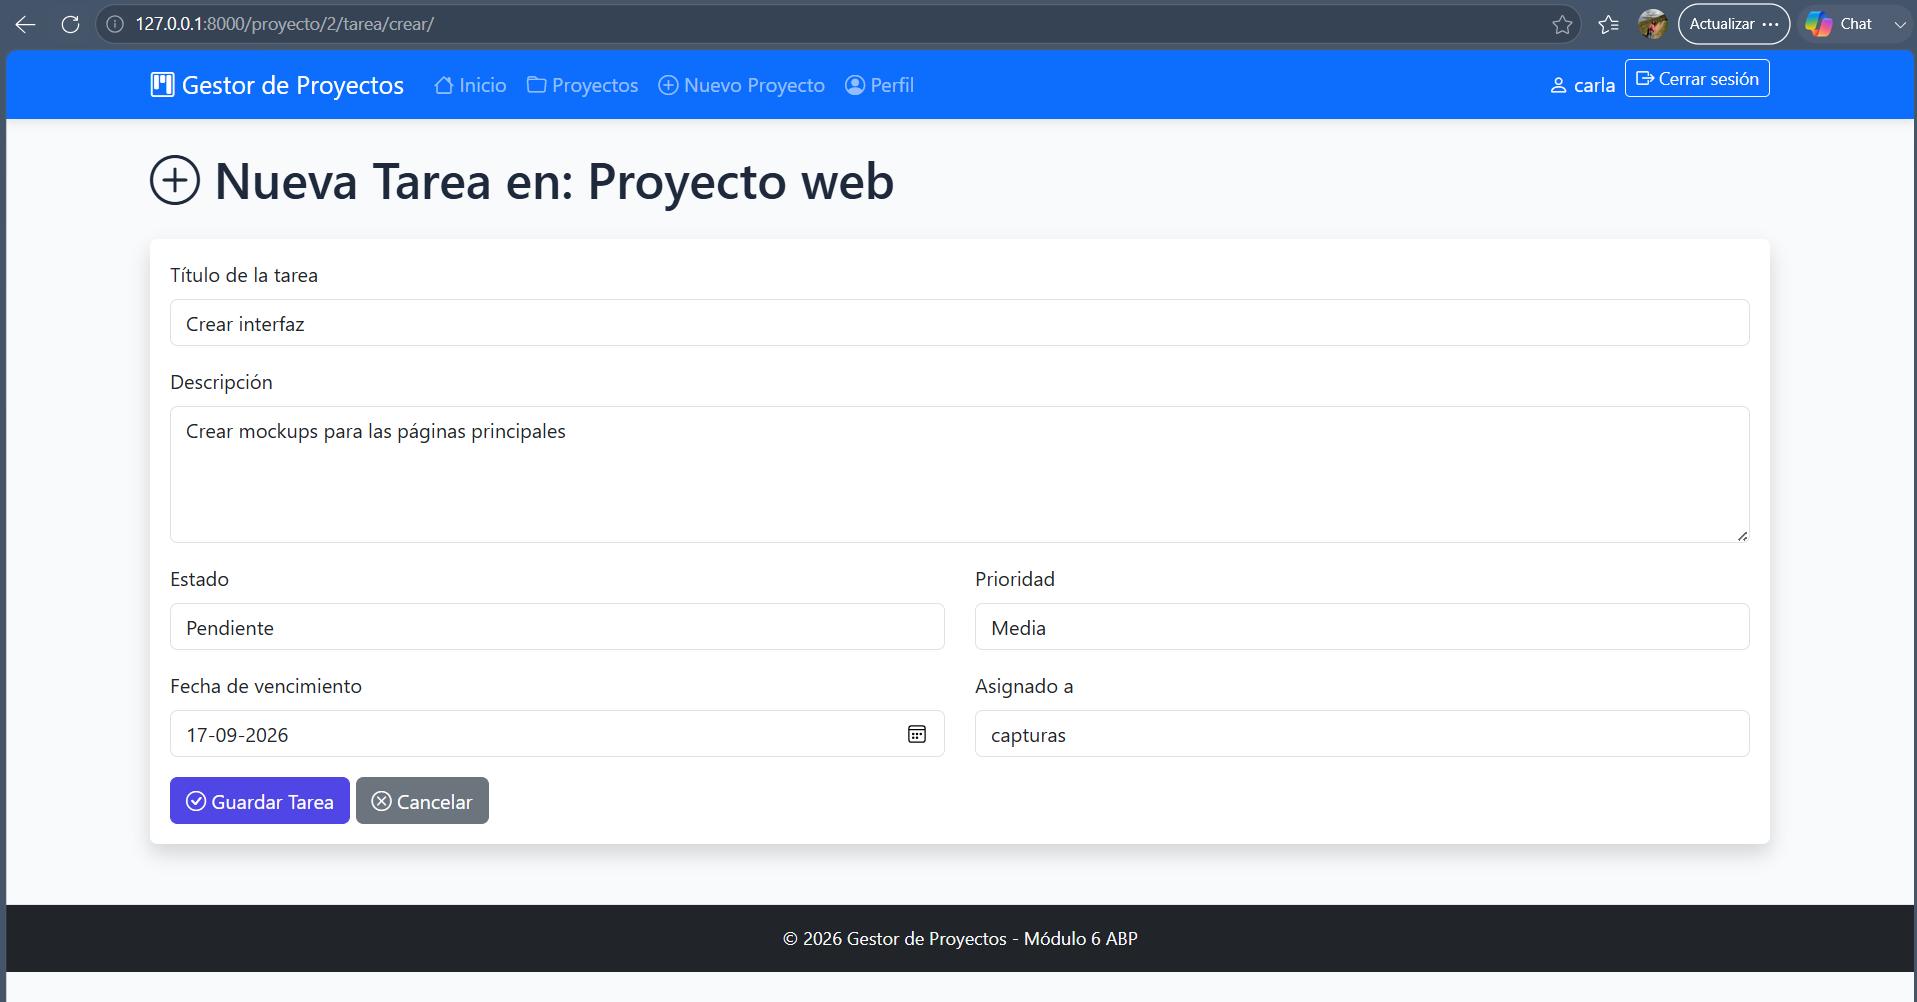 127.0.0.1:8000/proyecto/2/tarea/crear/
Actualizar
Chat
Gestor de Proyectos
Inicio
Proyectos
Nuevo Proyecto
Perfil
carla
Cerrar sesión
Nueva Tarea en: Proyecto web
Título de la tarea
Crear interfaz
Descripción
Crear mockups para las páginas principales
Estado
Prioridad
Pendiente
Media
Fecha de vencimiento
Asignado a
17-09-2026
capturas
Guardar Tarea
Cancelar
© 2026 Gestor de Proyectos - Módulo 6 ABP